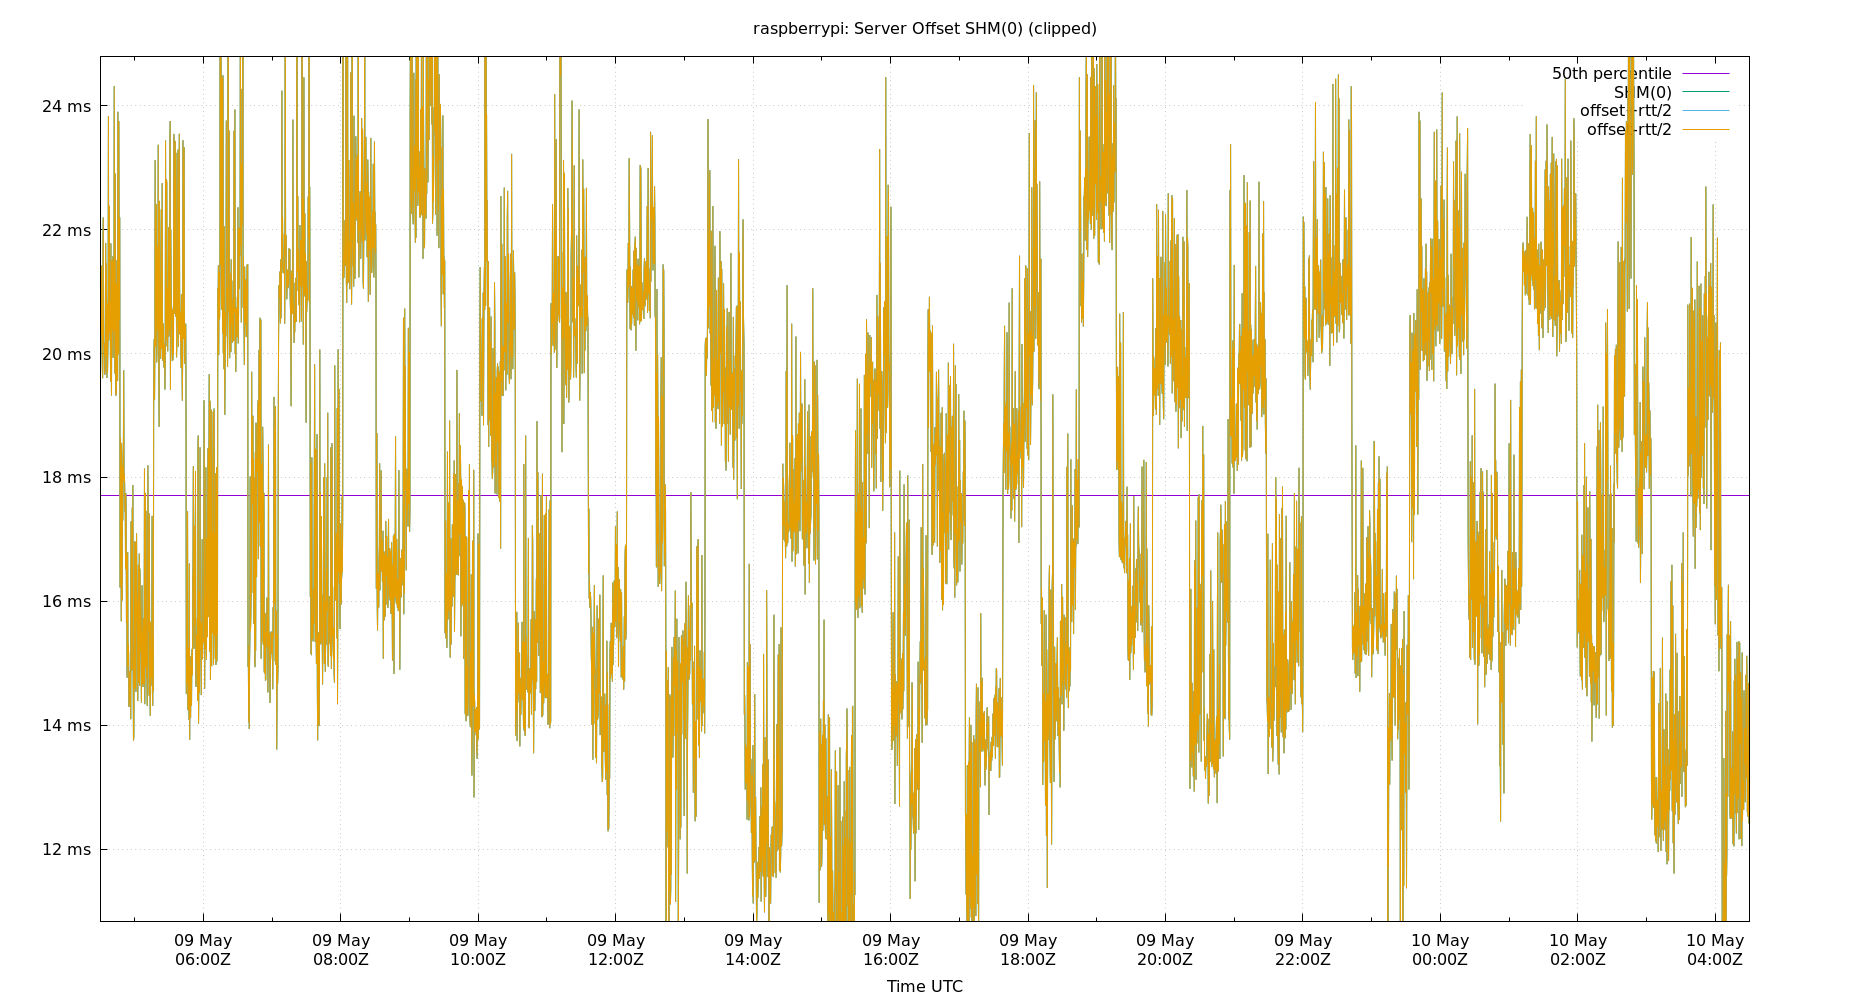 raspberrypi: Server Offset SHM(0) (clipped)
50th percentile
SHM(0)
offset+rtt/2
offset-rtt/2
24 ms
22 ms
20 ms
18 ms
16 ms
14 ms
12 ms
09 May 09 May 09 May 09 May 09 May 09 May 09 May 09 May 09 May 10 May 10 May 10 May
06:00Z 08:00Z 10:00Z 12:00Z 14:00Z 16:00Z 18:00Z 20:00Z 22:00Z 00:00Z 02:00Z 04:00Z
Time UTC